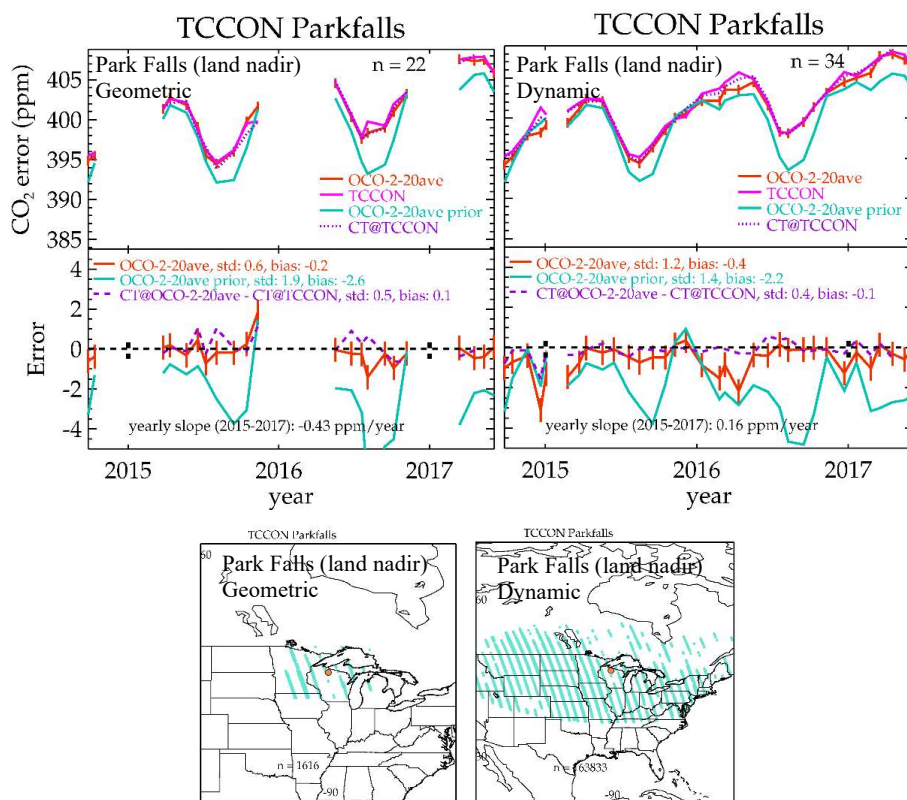 TCCON Parkfalls
TCCON Parkfalls
Park Falls (land nadir)
Geometric
n = 22
Park Falls (land nadir)
Dynamic
n = 34
CO2 error (ppm)
405
400
395
390
385
OCO-2-20ave
TCCON
OCO-2-20ave prior
CT@TCCON
OCO-2-20ave
TCCON
OCO-2-20ave prior
CT@TCCON
Error
4
2
0
-2
-4
OCO-2-20ave, std: 0.6, bias: -0.2
OCO-2-20ave prior, std: 1.9, bias: -2.6
CT@OCO-2-20ave - CT@TCCON, std: 0.5, bias: 0.1
yearly slope (2015-2017): -0.43 ppm/year
OCO-2-20ave, std: 1.2, bias: -0.4
OCO-2-20ave prior, std: 1.4, bias: -2.2
CT@OCO-2-20ave - CT@TCCON, std: 0.4, bias: -0.1
yearly slope (2015-2017): 0.16 ppm/year
2015 2016 2017
year
2015 2016 2017
year
TCCON Parkfalls
Park Falls (land nadir)
Geometric
60
n = 1616
-90
TCCON Parkfalls
Park Falls (land nadir)
Dynamic
60
-90